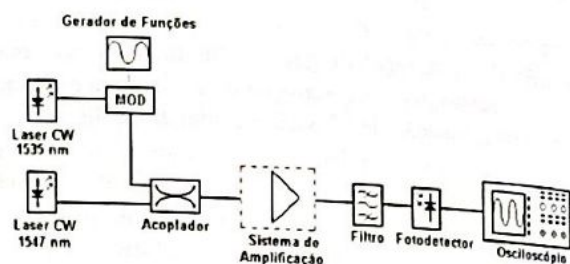 Gerador de Funções
MOD
Laser CW
1535 nm
Laser CW
1547 nm
Acoplador
Sistema de
Amplificação
Filtro
Fotodetector
Osciloscópio